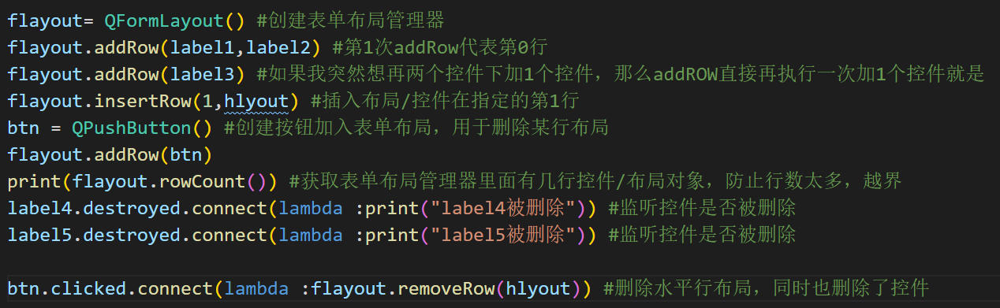 flayout= QFormLayout() #创建表单布局管理器
flayout.addRow(label1,label2) #第1次addRow代表第0行
flayout.addRow(label3) #如果我突然想再两个控件下加1个控件，那么addROW直接再执行一次加1个控件就是
flayout.insertRow(1,hlyout) #插入布局/控件在指定的第1行
btn = QPushButton() #创建按钮加入表单布局，用于删除某行布局
flayout.addRow(btn)
print(flayout.rowCount()) #获取表单布局管理器里面有几行控件/布局对象，防止行数太多，越界
label4.destroyed.connect(lambda :print("label4被删除")) #监听控件是否被删除
label5.destroyed.connect(lambda :print("label5被删除")) #监听控件是否被删除
btn.clicked.connect(lambda :flayout.removeRow(hlyout)) #删除水平行布局，同时也删除了控件